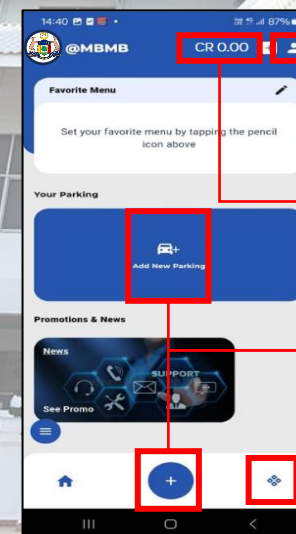 14:40
87%
@MBMB
CR 0.00
Favorite Menu
Set your favorite menu by tapping the pencil
icon above
Your Parking
Add New Parking
Promotions & News
News
SUPPORT
See Promo